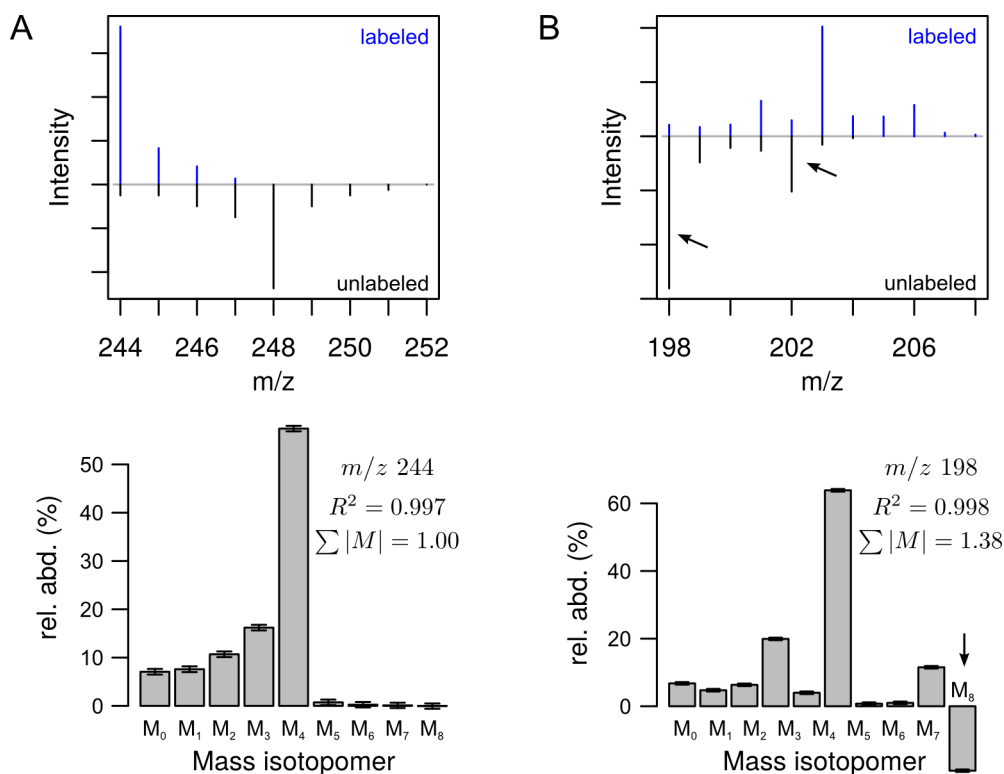 A
labeled
Intensity
unlabeled
244 246 248 250 252
m/z
B
labeled
Intensity
unlabeled
198 202 206
m/z
rel. abd. (%)
50
40
30
20
10
0
m/z 244
R² = 0.997
∑ |M| = 1.00
M₀ M₁ M₂ M₃ M₄ M₅ M₆ M₇ M₈
Mass isotopomer
rel. abd. (%)
60
40
20
0
m/z 198
R² = 0.998
∑ |M| = 1.38
M₈
M₀ M₁ M₂ M₃ M₄ M₅ M₆ M₇
Mass isotopomer